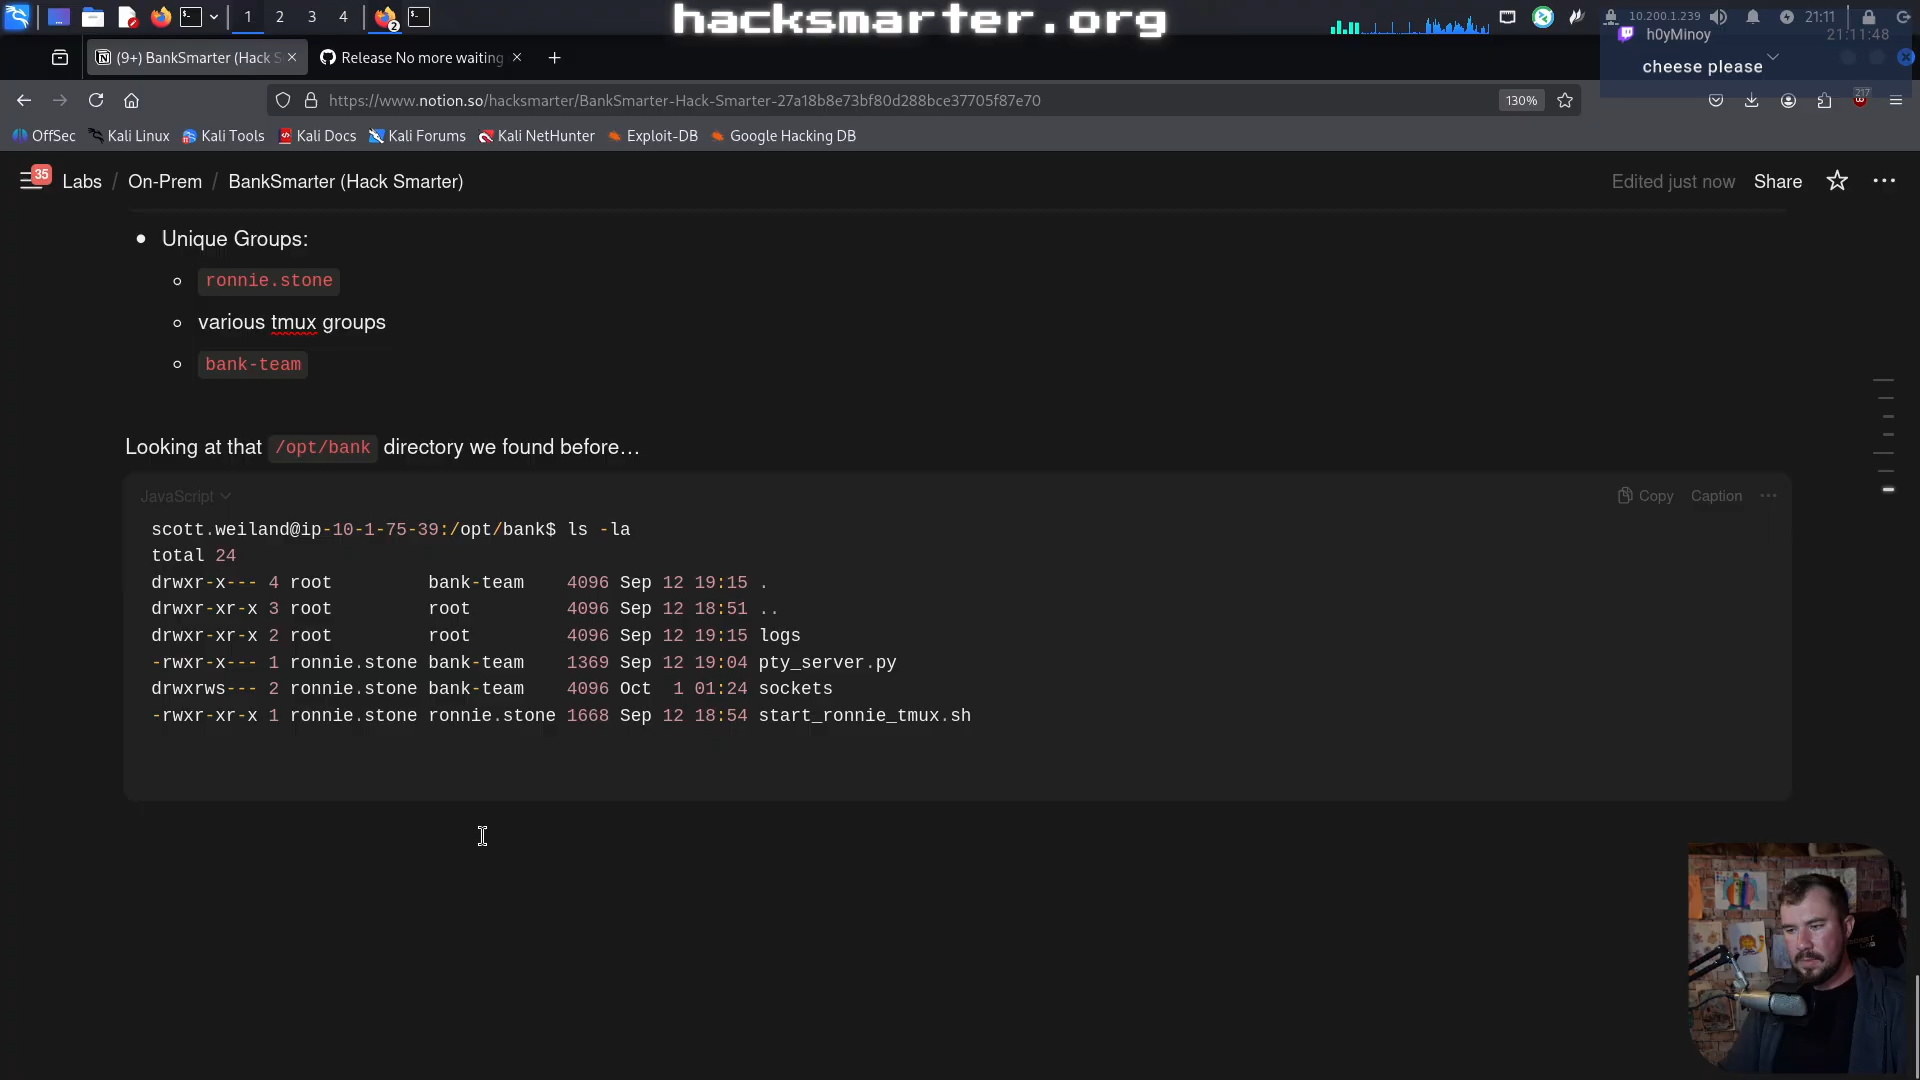 1 2 3 4
hacksmarter.org
10.200.1.239
21:11
h0yMinoy
21:11:48
cheese please
(9+) BankSmarter (Hack S
Release No more waiting
https://www.notion.so/hacksmarter/BankSmarter-Hack-Smarter-27a18b8e73bf80d288bce37705f87e70
130%
217
OffSec Kali Linux Kali Tools Kali Docs Kali Forums Kali NetHunter Exploit-DB Google Hacking DB
35
Labs / On-Prem / BankSmarter (Hack Smarter)
Edited just now Share
Unique Groups:
ronnie.stone
various tmux groups
bank-team
Looking at that /opt/bank directory we found before…
JavaScript
Copy Caption
scott.weiland@ip-10-1-75-39:/opt/bank$ ls -la
total 24
drwxr-x--- 4 root         bank-team    4096 Sep 12 19:15 .
drwxr-xr-x 3 root         root         4096 Sep 12 18:51 ..
drwxr-xr-x 2 root         root         4096 Sep 12 19:15 logs
-rwxr-x--- 1 ronnie.stone bank-team    1369 Sep 12 19:04 pty_server.py
drwxrws--- 2 ronnie.stone bank-team    4096 Oct  1 01:24 sockets
-rwxr-xr-x 1 ronnie.stone ronnie.stone 1668 Sep 12 18:54 start_ronnie_tmux.sh